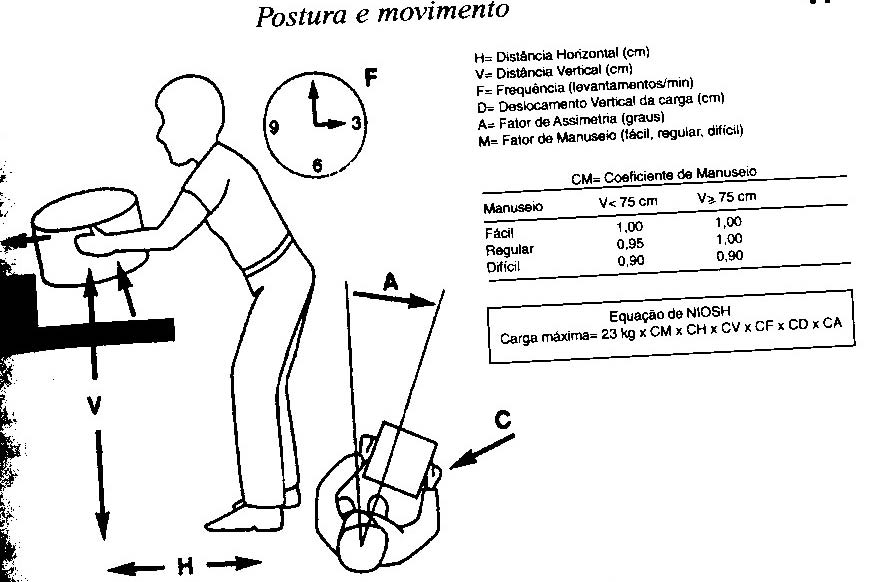 Postura e movimento
H= Distância Horizontal (cm)
V= Distância Vertical (cm)
F= Frequência (levantamentos/min)
D= Deslocamento Vertical da carga (cm)
A= Fator de Assimetria (graus)
M= Fator de Manuseio (fácil, regular, difícil)
F
9 3
6
CM= Coeficiente de Manuseio
Manuseio V< 75 cm V≥ 75 cm
Fácil 1,00 1,00
Regular 0,95 1,00
Difícil 0,90 0,90
A
Equação de NIOSH
Carga máxima= 23 kg x CM x CH x CV x CF x CD x CA
V
C
H